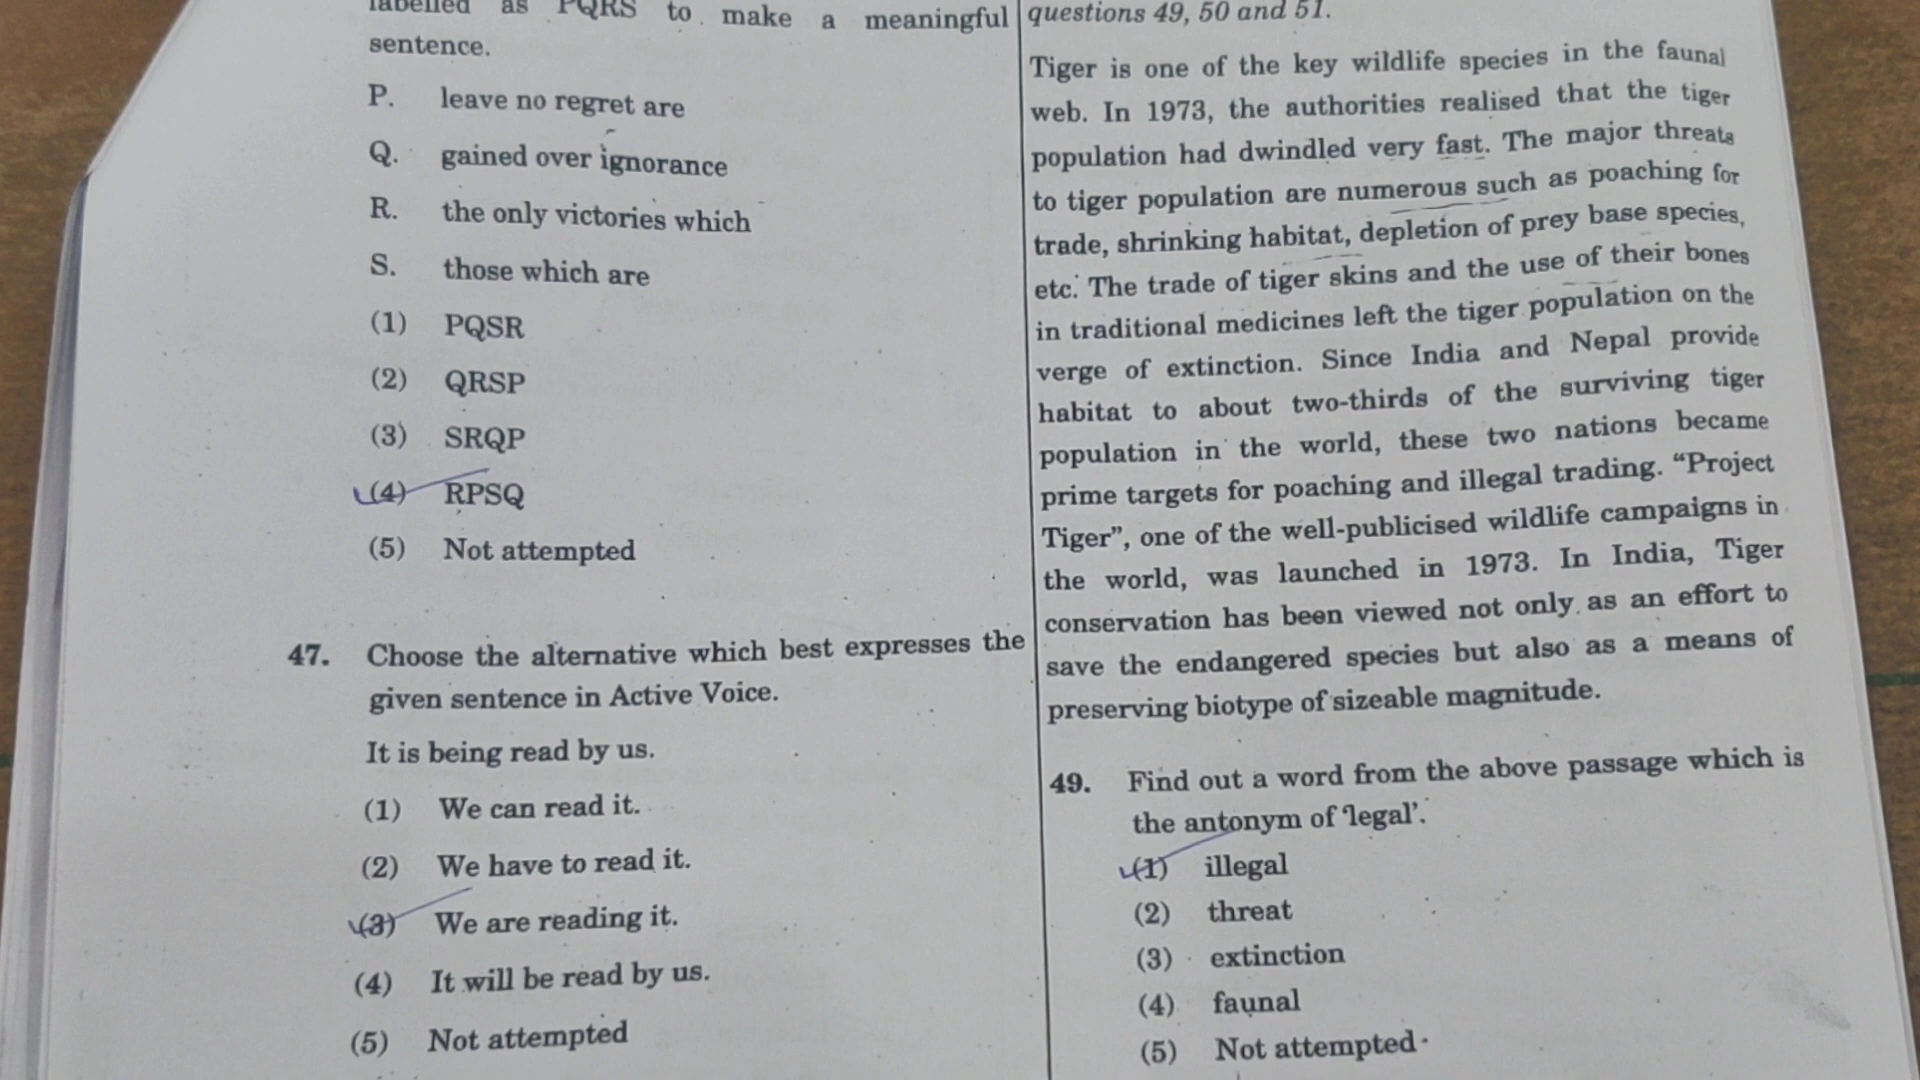 labelled as PQRS to make a meaningful
sentence.
P. leave no regret are
Q. gained over ignorance
R. the only victories which
S. those which are
(1) PQSR
(2) QRSP
(3) SRQP
(4) RPSQ
(5) Not attempted
47. Choose the alternative which best expresses the
given sentence in Active Voice.
It is being read by us.
(1) We can read it.
(2) We have to read it.
(3) We are reading it.
(4) It will be read by us.
(5) Not attempted
questions 49, 50 and 51.
Tiger is one of the key wildlife species in the faunal
web. In 1973, the authorities realised that the tiger
population had dwindled very fast. The major threats
to tiger population are numerous such as poaching for
trade, shrinking habitat, depletion of prey base species,
etc. The trade of tiger skins and the use of their bones
in traditional medicines left the tiger population on the
verge of extinction. Since India and Nepal provide
habitat to about two-thirds of the surviving tiger
population in the world, these two nations became
prime targets for poaching and illegal trading. “Project
Tiger”, one of the well-publicised wildlife campaigns in
the world, was launched in 1973. In India, Tiger
conservation has been viewed not only as an effort to
save the endangered species but also as a means of
preserving biotype of sizeable magnitude.
49. Find out a word from the above passage which is
the antonym of ‘legal’.
(1) illegal
(2) threat
(3) extinction
(4) faunal
(5) Not attempted